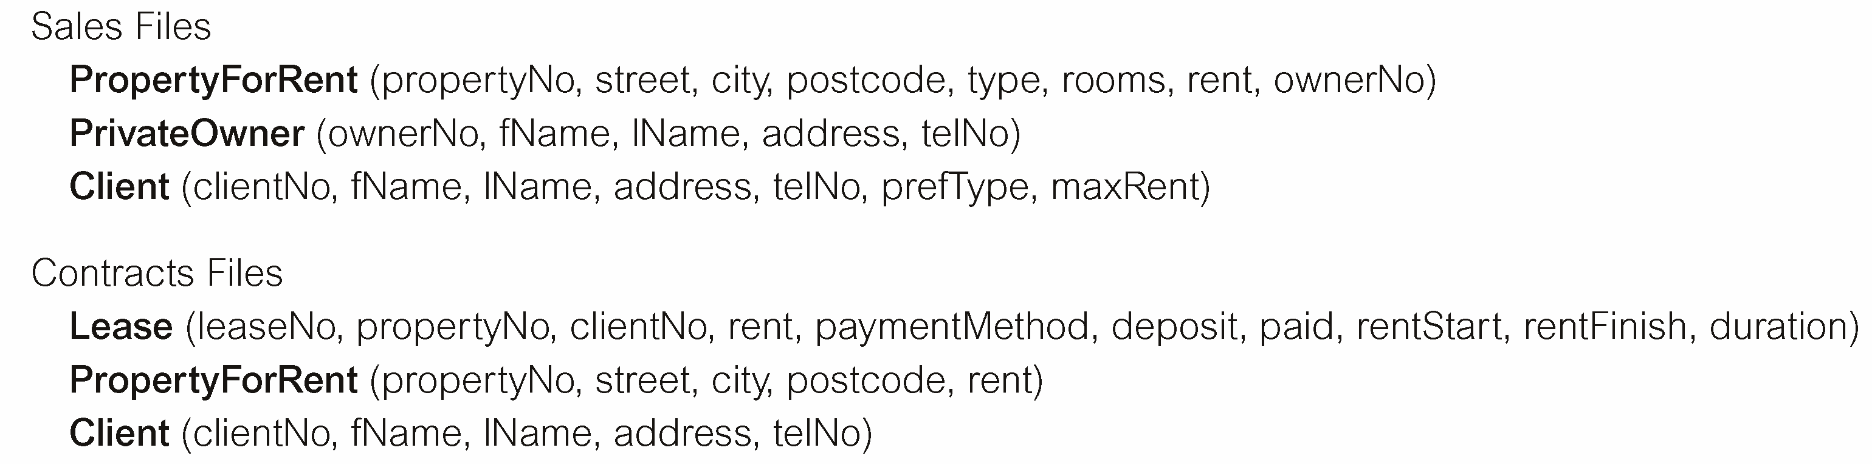 Sales Files
PropertyForRent (propertyNo, street, city, postcode, type, rooms, rent, ownerNo)
PrivateOwner (ownerNo, fName, lName, address, telNo)
Client (clientNo, fName, lName, address, telNo, prefType, maxRent)
Contracts Files
Lease (leaseNo, propertyNo, clientNo, rent, paymentMethod, deposit, paid, rentStart, rentFinish, duration)
PropertyForRent (propertyNo, street, city, postcode, rent)
Client (clientNo, fName, lName, address, telNo)